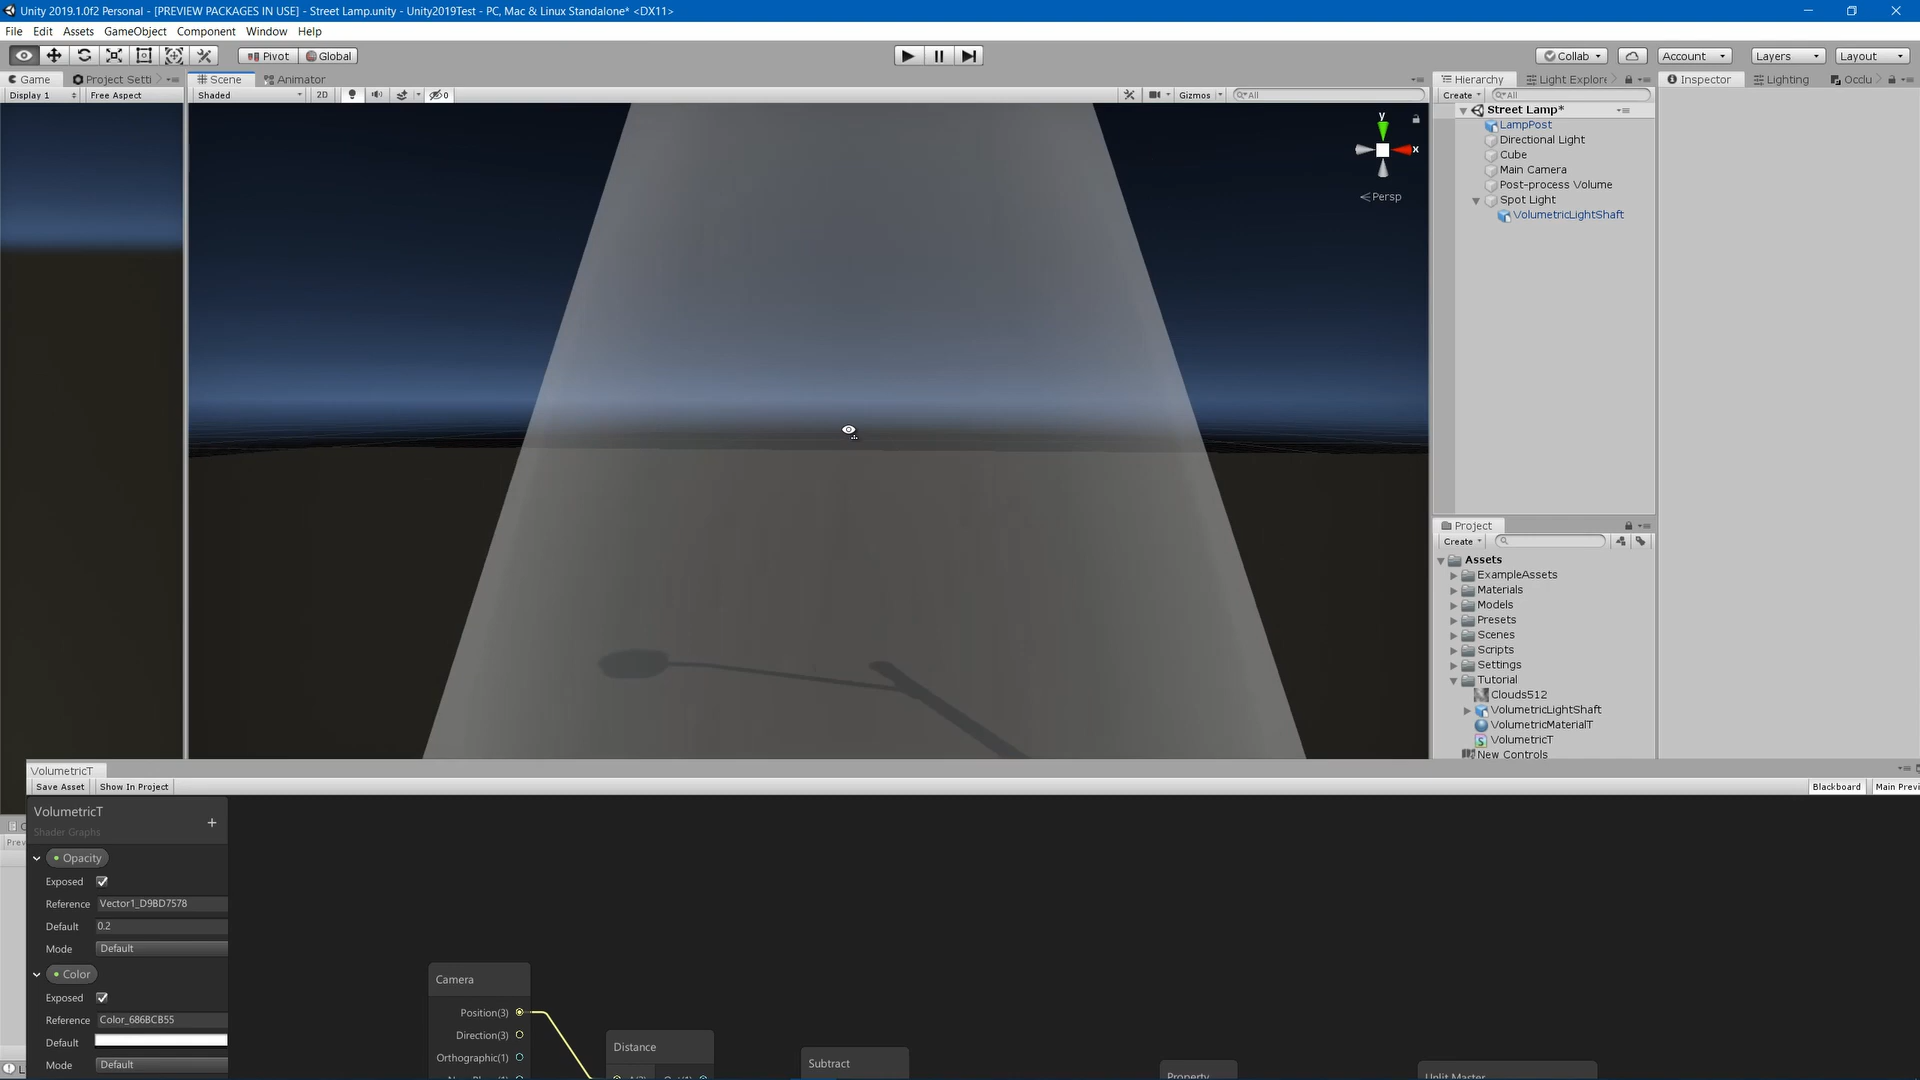 Unity 2019.1.0f2 Personal - [PREVIEW PACKAGES IN USE] - Street Lamp.unity - Unity2019Test - PC, Mac & Linux Standalone* <DX11>
File Edit Assets GameObject Component Window Help
Pivot Global Collab Account Layers Layout
Game Project Setti Scene Animator Hierarchy Light Explore Inspector Lighting Occlu
Display 1 Free Aspect Shaded 2D 0 Gizmos All Create All
Street Lamp*
LampPost
Directional Light
Cube
Main Camera
Post-process Volume
Spot Light
VolumetricLightShaft
y
x
Persp
Project
Create
Assets
ExampleAssets
Materials
Models
Presets
Scenes
Scripts
Settings
Tutorial
Clouds512
VolumetricLightShaft
VolumetricMaterialT
VolumetricT
New Controls
VolumetricT
Save Asset Show In Project Blackboard Main Previ
VolumetricT
Shader Graphs
Prev
Opacity
Exposed
Reference Vector1_D9BD7578
Default 0.2
Mode Default
Color
Exposed
Reference Color_686BCB55
Default
Mode Default
Camera
Position(3)
Direction(3)
Orthographic(1)
Distance
Subtract
Property
Unlit Master